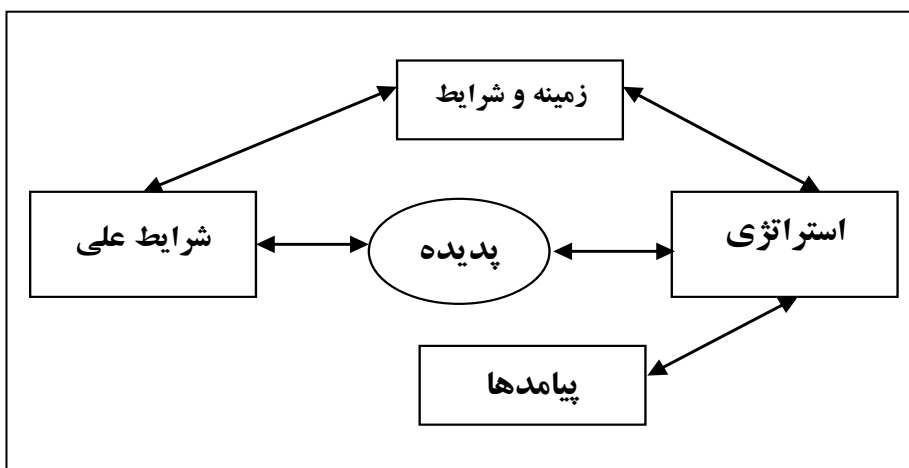 زمینه و شرایط
شرایط علی
پدیده
استراتژی
پیامدها